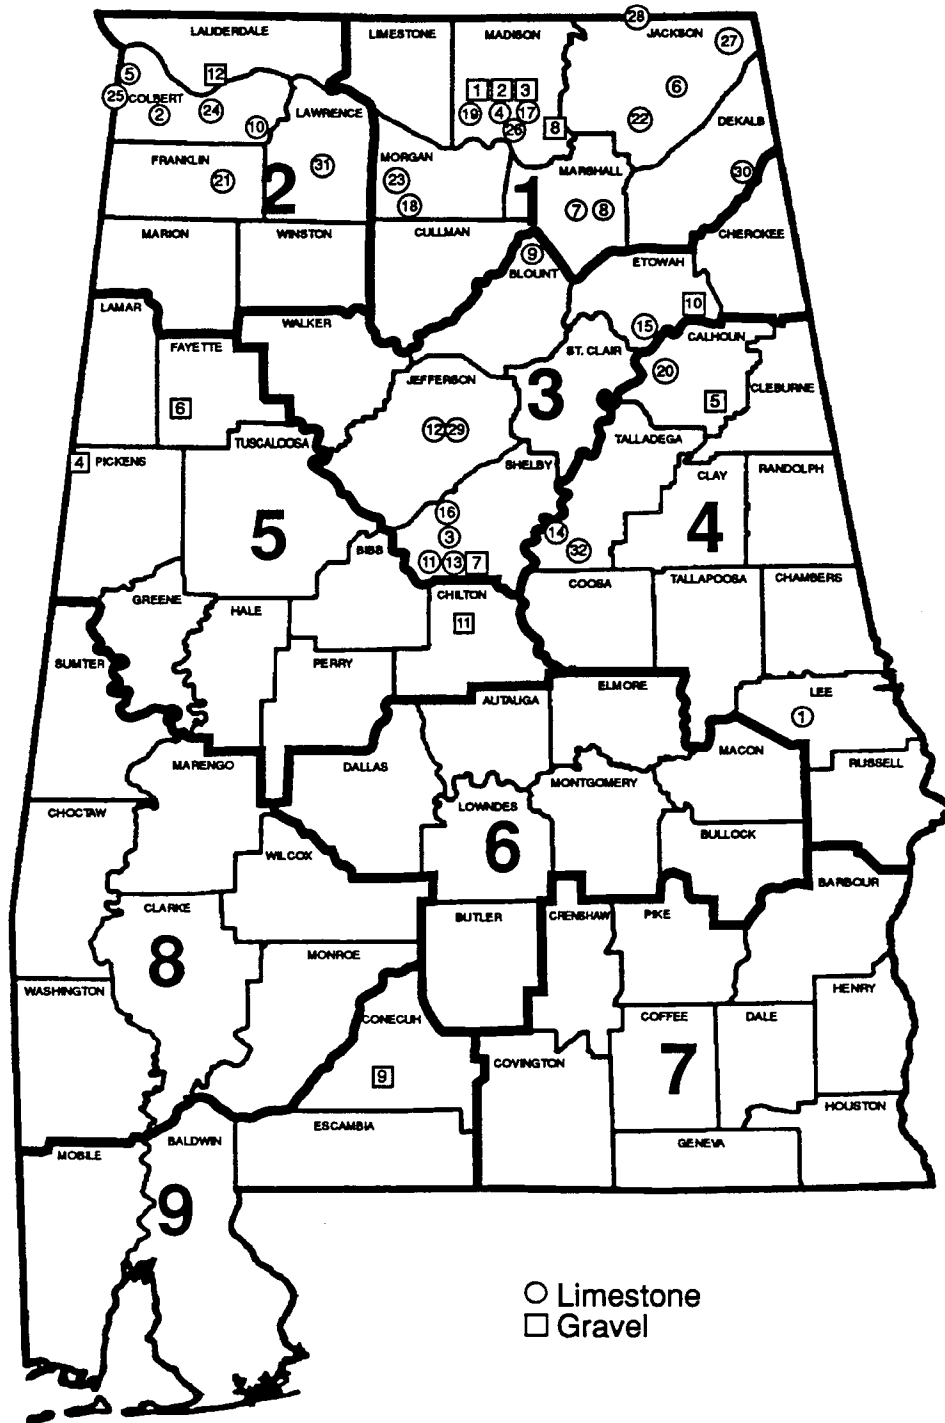 28
LAUDERDALE
LIMESTONE
MADISON
JACKSON
27
5
12
6
25
COLBERT
1 2 3
2
24
LAWRENCE
19 4 17
22
DEKALB
10
26
8
FRANKLIN
31
MORGAN
MARSHALL
30
21
2
23
1
18
7 8
MARION
WINSTON
CULLMAN
CHEROKEE
9
ETOWAH
BLOUNT
LAMAR
10
WALKER
15
FAYETTE
ST. CLAIR
CALHOUN
JEFFERSON
20
CLEBURNE
6
3
5
12 29
TUSCALOOSA
TALLADEGA
4 PICKENS
SHELBY
CLAY
RANDOLPH
16
5
14
4
BIBB
3
32
11 13 7
COOSA
TALLAPOOSA
CHAMBERS
GREENE
HALE
CHILTON
11
SUMTER
PERRY
ELMORE
LEE
AUTAUGA
1
MARENGO
DALLAS
MACON
RUSSELL
MONTGOMERY
CHOCTAW
LOWNDES
BULLOCK
WILCOX
6
BARBOUR
CLARKE
BUTLER
CRENSHAW
PIKE
8
MONROE
WASHINGTON
HENRY
CONECUH
COFFEE
DALE
9
COVINGTON
7
HOUSTON
ESCAMBIA
BALDWIN
GENEVA
MOBILE
9
Limestone
Gravel